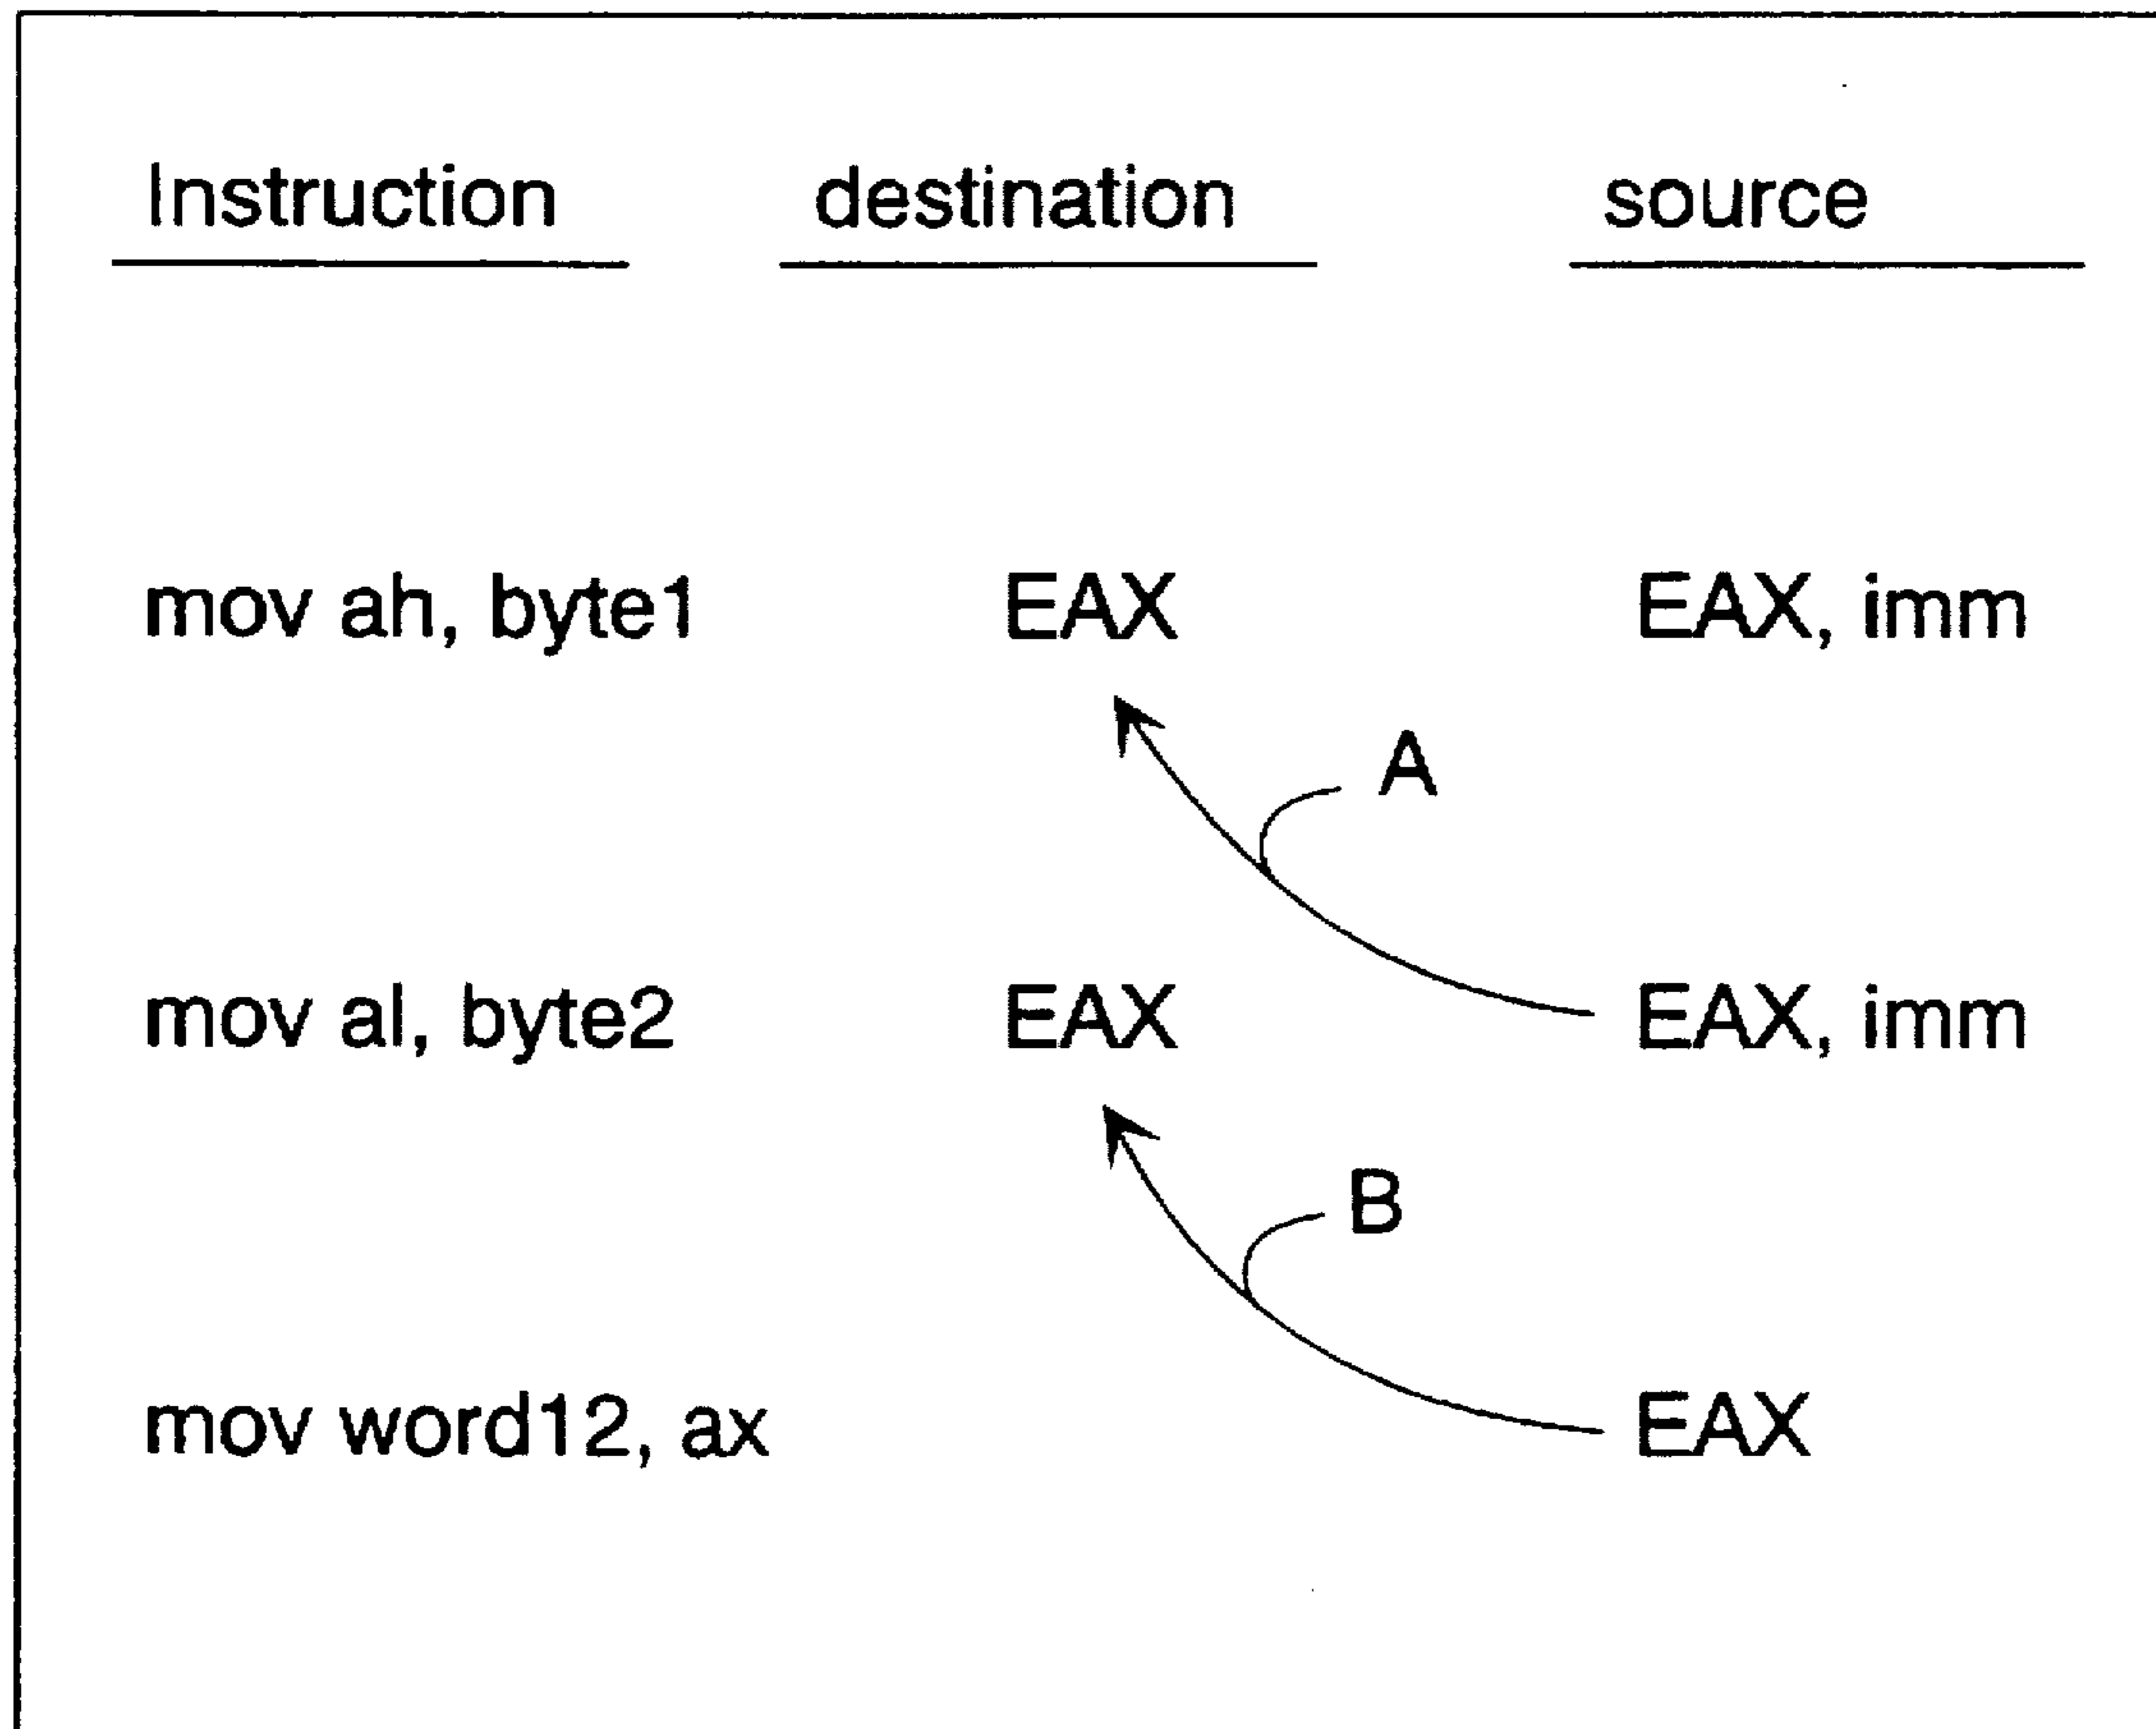 Instruction destination source
mov ah, byte1 EAX EAX, imm
A
mov al, byte2 EAX EAX, imm
B
mov word12, ax EAX